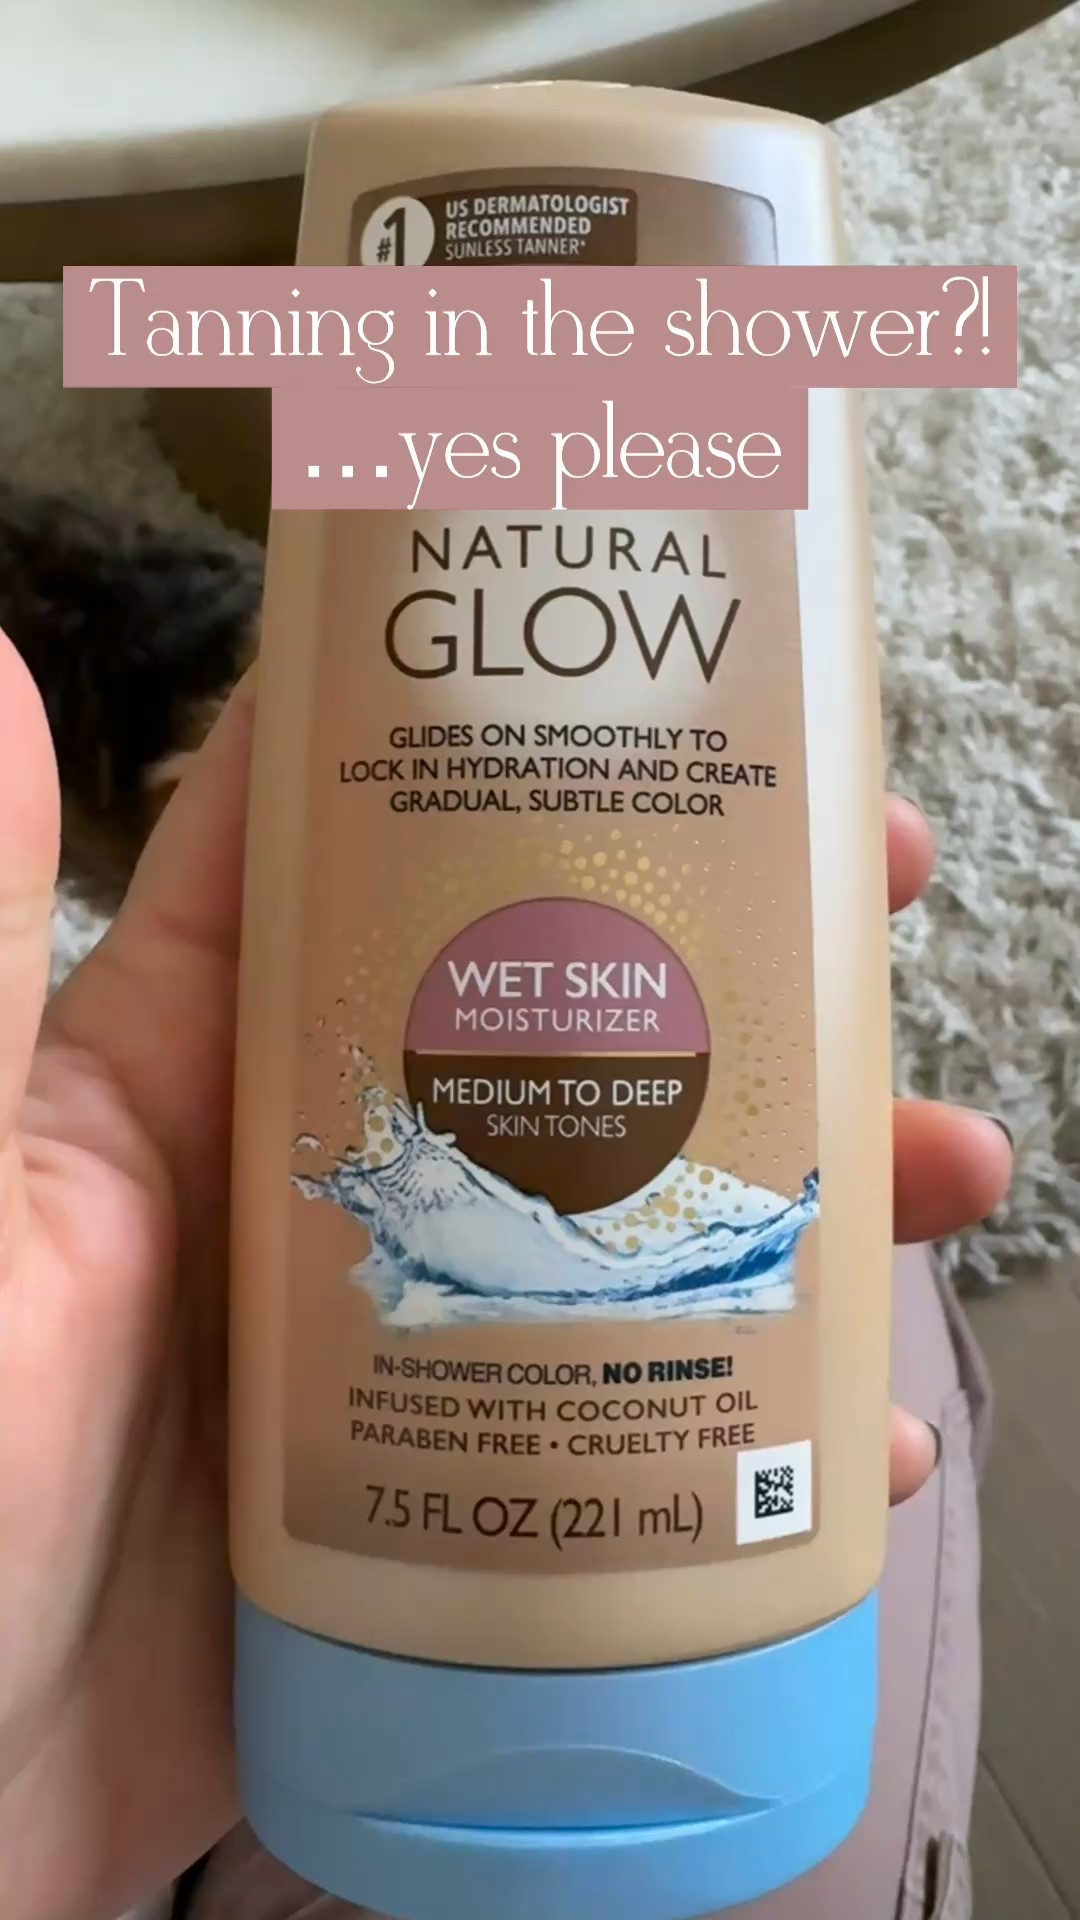 #1
US DERMATOLOGIST
RECOMMENDED
SUNLESS TANNER*
Tanning in the shower?!
...yes please
NATURAL
GLOW
GLIDES ON SMOOTHLY TO
LOCK IN HYDRATION AND CREATE
GRADUAL, SUBTLE COLOR
WET SKIN
MOISTURIZER
MEDIUM TO DEEP
SKIN TONES
IN-SHOWER COLOR, NO RINSE!
INFUSED WITH COCONUT OIL
PARABEN FREE • CRUELTY FREE
7.5 FL OZ (221 mL)